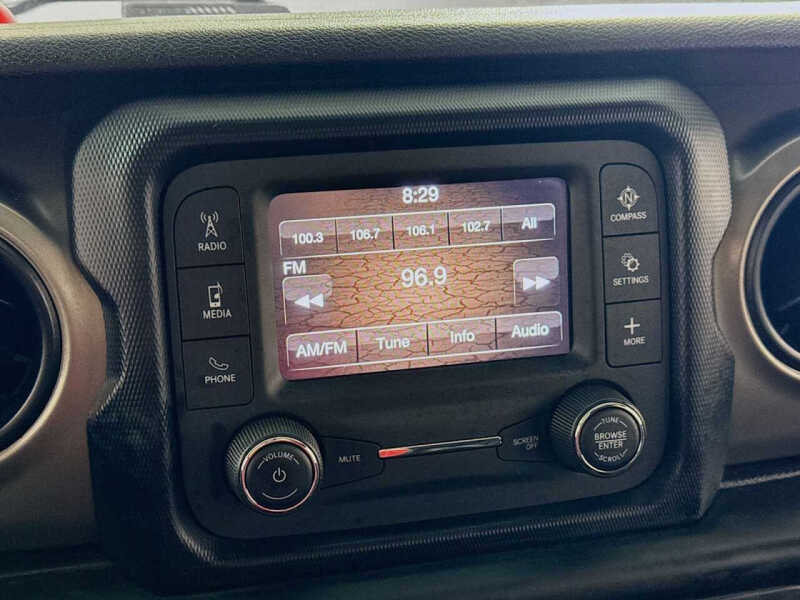 8:29
100.3 106.7 106.1 102.7 All
FM
96.9
AM/FM Tune Info Audio
RADIO
MEDIA
PHONE
N
COMPASS
SETTINGS
MORE
VOLUME
MUTE
SCREEN
OFF
TUNE
BROWSE
ENTER
SCROLL